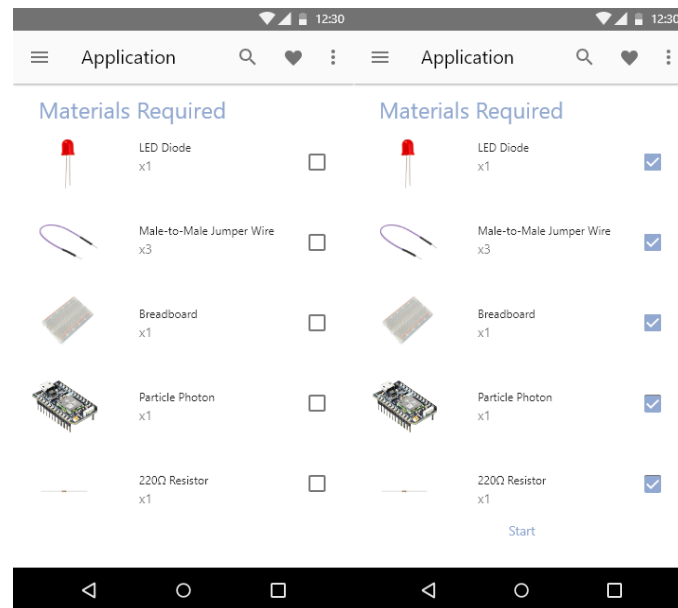 12:30
Application
Materials Required
LED Diode
x1
Male-to-Male Jumper Wire
x3
Breadboard
x1
Particle Photon
x1
220Ω Resistor
x1
12:30
Application
Materials Required
LED Diode
x1
Male-to-Male Jumper Wire
x3
Breadboard
x1
Particle Photon
x1
220Ω Resistor
x1
Start